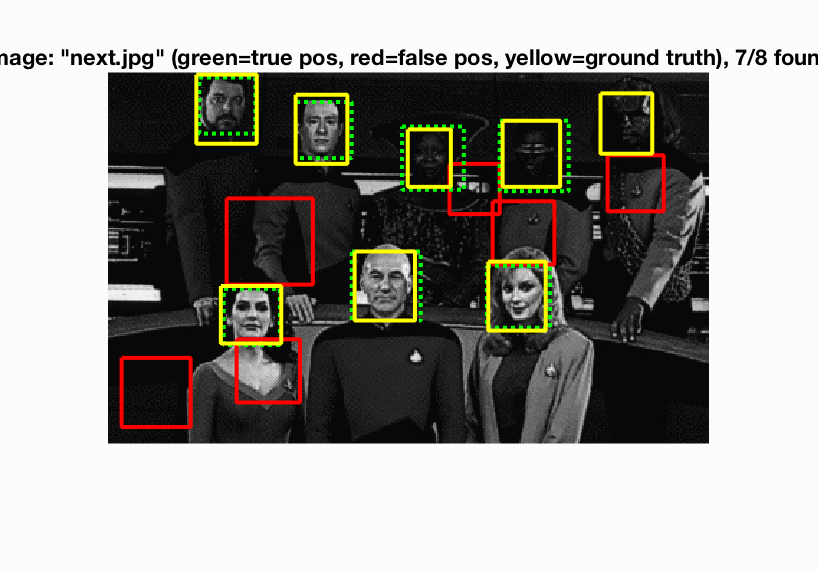 mage: "next.jpg" (green=true pos, red=false pos, yellow=ground truth), 7/8 foun